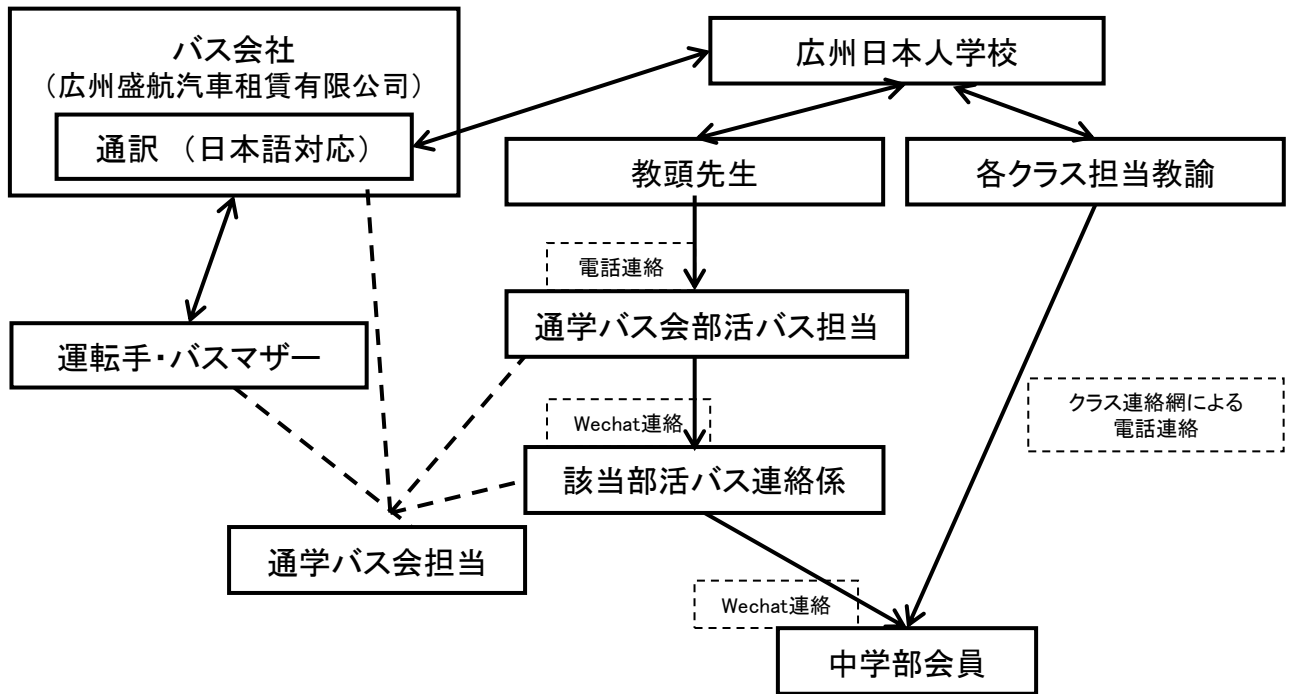 バス会社
（広州盛航汽車租賃有限公司）
通訳 （日本語対応）
広州日本人学校
教頭先生
各クラス担当教諭
電話連絡
通学バス会部活バス担当
運転手・バスマザー
Wechat連絡
クラス連絡網による
電話連絡
該当部活バス連絡係
通学バス会担当
Wechat連絡
中学部会員